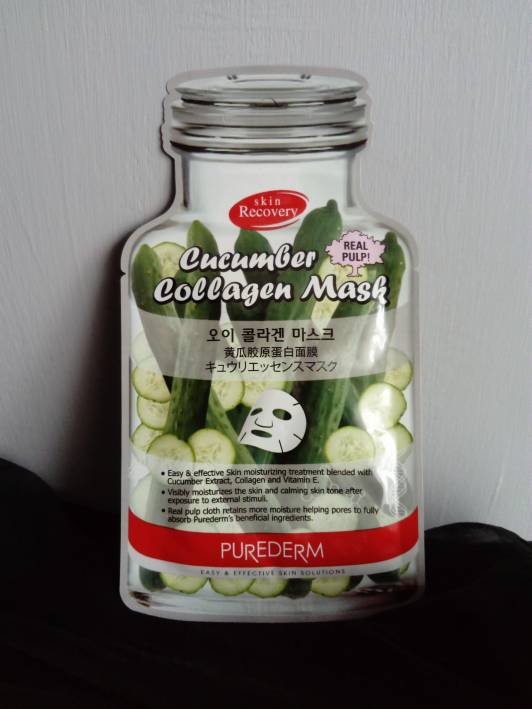 skin
Recovery
REAL
PULP!
Cucumber
Collagen Mask
오이 콜라겐 마스크
黄瓜胶原蛋白面膜
キュウリエッセンスマスク
• Easy & effective Skin moisturizing treatment blended with
Cucumber Extract, Collagen and Vitamin E.
• Visibly moisturizes the skin and calming skin tone after
exposure to external stimuli.
• Real pulp cloth retains more moisture helping pores to fully
absorb Purederm's beneficial ingredients.
PUREDERM
EASY & EFFECTIVE SKIN SOLUTIONS